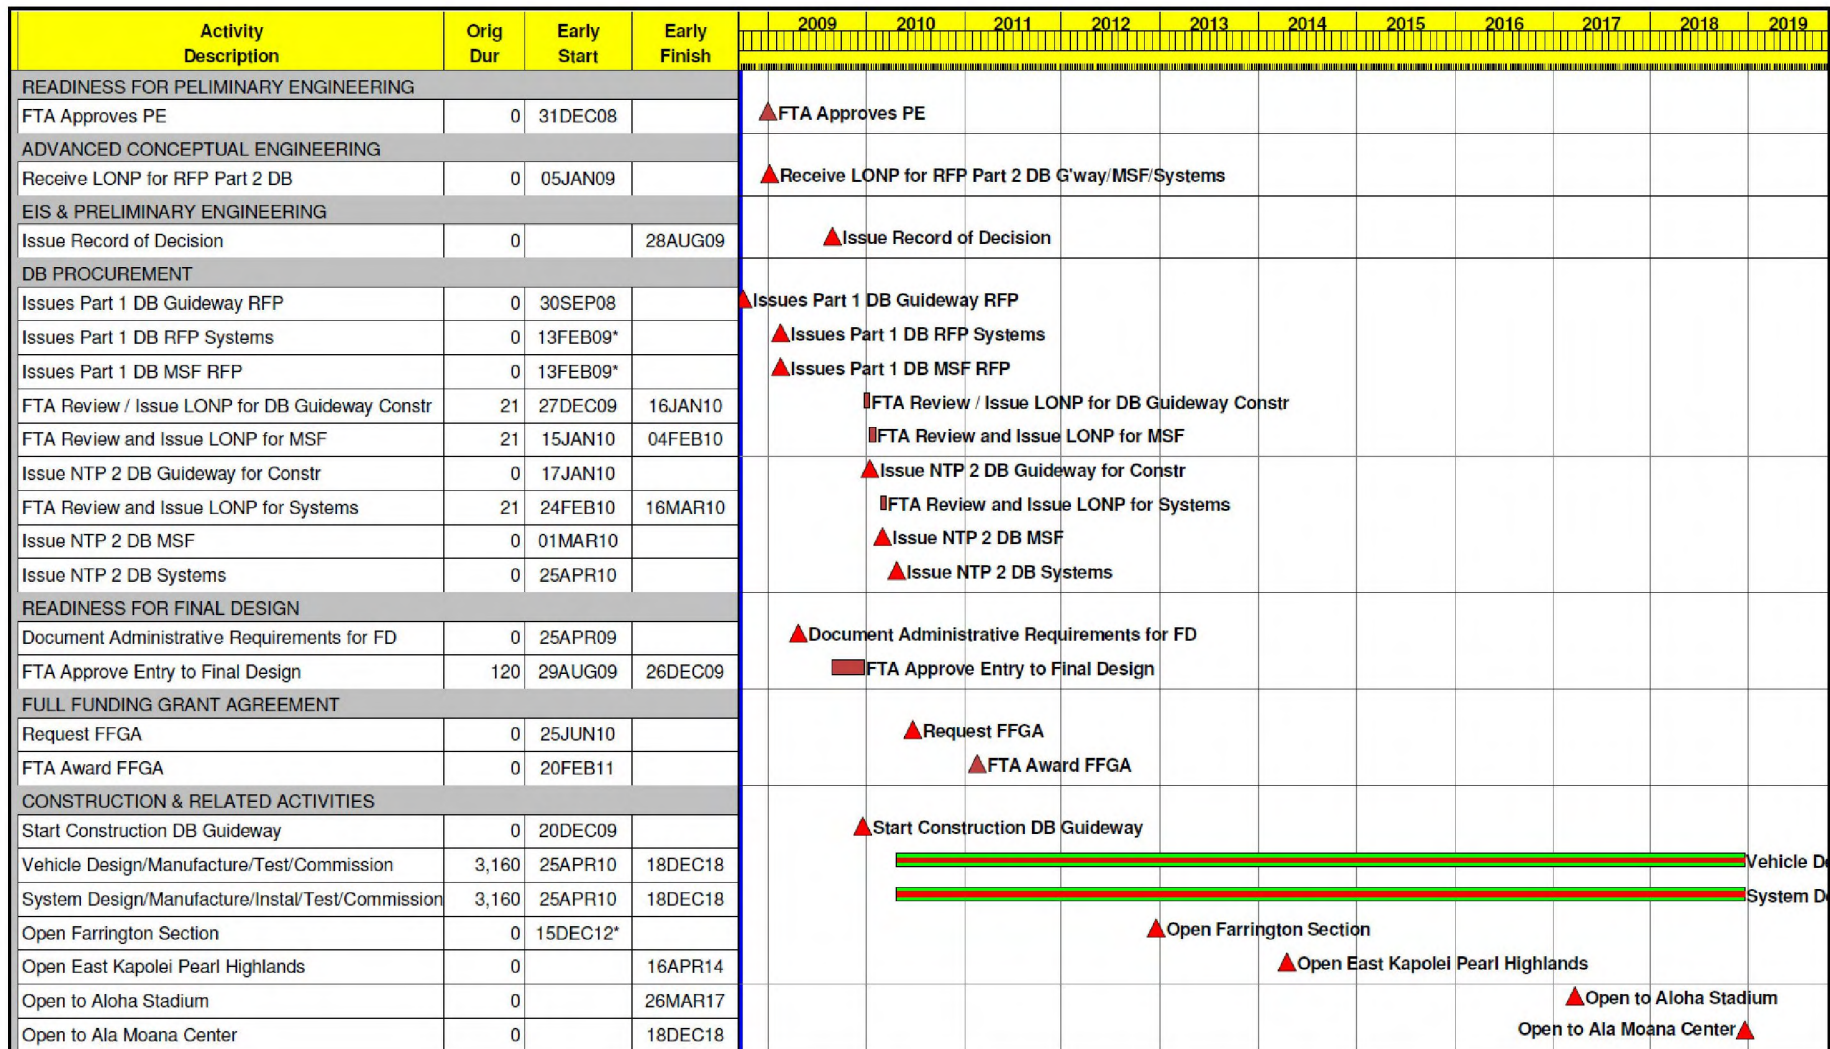 Activity Description Orig Dur Early Start Early Finish 2009 2010 2011 2012 2013 2014 2015 2016 2017 2018 2019
READINESS FOR PELIMINARY ENGINEERING
FTA Approves PE 0 31DEC08 FTA Approves PE
ADVANCED CONCEPTUAL ENGINEERING
Receive LONP for RFP Part 2 DB 0 05JAN09 Receive LONP for RFP Part 2 DB G'way/MSF/Systems
EIS & PRELIMINARY ENGINEERING
Issue Record of Decision 0 28AUG09 Issue Record of Decision
DB PROCUREMENT
Issues Part 1 DB Guideway RFP 0 30SEP08 Issues Part 1 DB Guideway RFP
Issues Part 1 DB RFP Systems 0 13FEB09* Issues Part 1 DB RFP Systems
Issues Part 1 DB MSF RFP 0 13FEB09* Issues Part 1 DB MSF RFP
FTA Review / Issue LONP for DB Guideway Constr 21 27DEC09 16JAN10 FTA Review / Issue LONP for DB Guideway Constr
FTA Review and Issue LONP for MSF 21 15JAN10 04FEB10 FTA Review and Issue LONP for MSF
Issue NTP 2 DB Guideway for Constr 0 17JAN10 Issue NTP 2 DB Guideway for Constr
FTA Review and Issue LONP for Systems 21 24FEB10 16MAR10 FTA Review and Issue LONP for Systems
Issue NTP 2 DB MSF 0 01MAR10 Issue NTP 2 DB MSF
Issue NTP 2 DB Systems 0 25APR10 Issue NTP 2 DB Systems
READINESS FOR FINAL DESIGN
Document Administrative Requirements for FD 0 25APR09 Document Administrative Requirements for FD
FTA Approve Entry to Final Design 120 29AUG09 26DEC09 FTA Approve Entry to Final Design
FULL FUNDING GRANT AGREEMENT
Request FFGA 0 25JUN10 Request FFGA
FTA Award FFGA 0 20FEB11 FTA Award FFGA
CONSTRUCTION & RELATED ACTIVITIES
Start Construction DB Guideway 0 20DEC09 Start Construction DB Guideway
Vehicle Design/Manufacture/Test/Commission 3,160 25APR10 18DEC18 Vehicle De
System Design/Manufacture/Instal/Test/Commission 3,160 25APR10 18DEC18 System De
Open Farrington Section 0 15DEC12* Open Farrington Section
Open East Kapolei Pearl Highlands 0 16APR14 Open East Kapolei Pearl Highlands
Open to Aloha Stadium 0 26MAR17 Open to Aloha Stadium
Open to Ala Moana Center 0 18DEC18 Open to Ala Moana Center